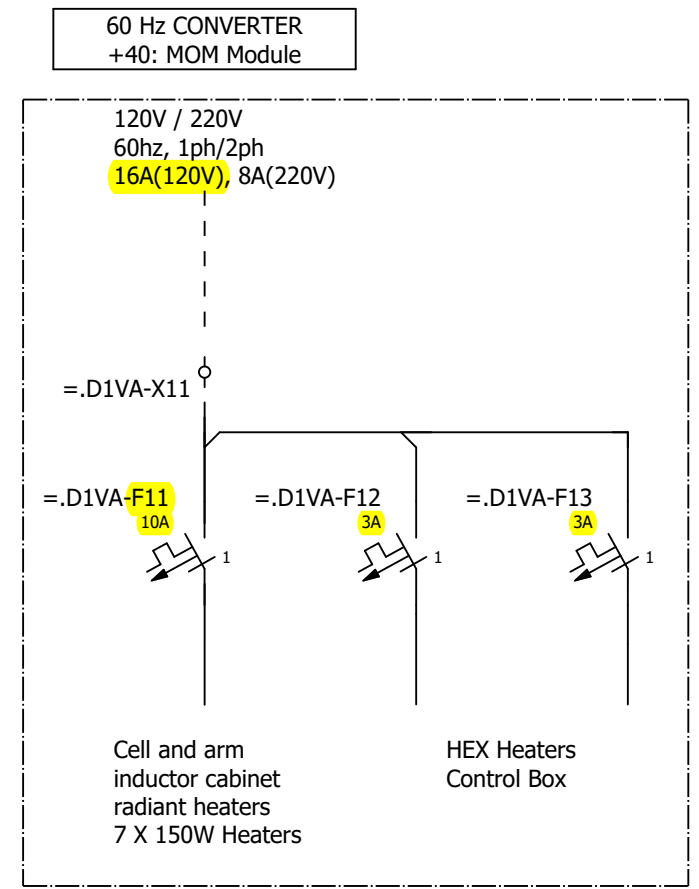 60 Hz CONVERTER
+40: MOM Module
120V / 220V
60hz, 1ph/2ph
16A(120V), 8A(220V)
=.D1VA-X11
=.D1VA-F11
10A
1
=.D1VA-F12
3A
1
=.D1VA-F13
3A
1
Cell and arm
inductor cabinet
radiant heaters
7 X 150W Heaters
HEX Heaters
Control Box